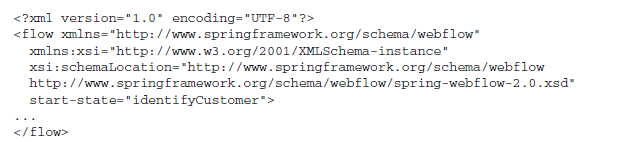 <?xml version="1.0" encoding="UTF-8"?>
<flow xmlns="http://www.springframework.org/schema/webflow"
  xmlns:xsi="http://www.w3.org/2001/XMLSchema-instance"
  xsi:schemaLocation="http://www.springframework.org/schema/webflow
  http://www.springframework.org/schema/webflow/spring-webflow-2.0.xsd"
  start-state="identifyCustomer">
...
</flow>